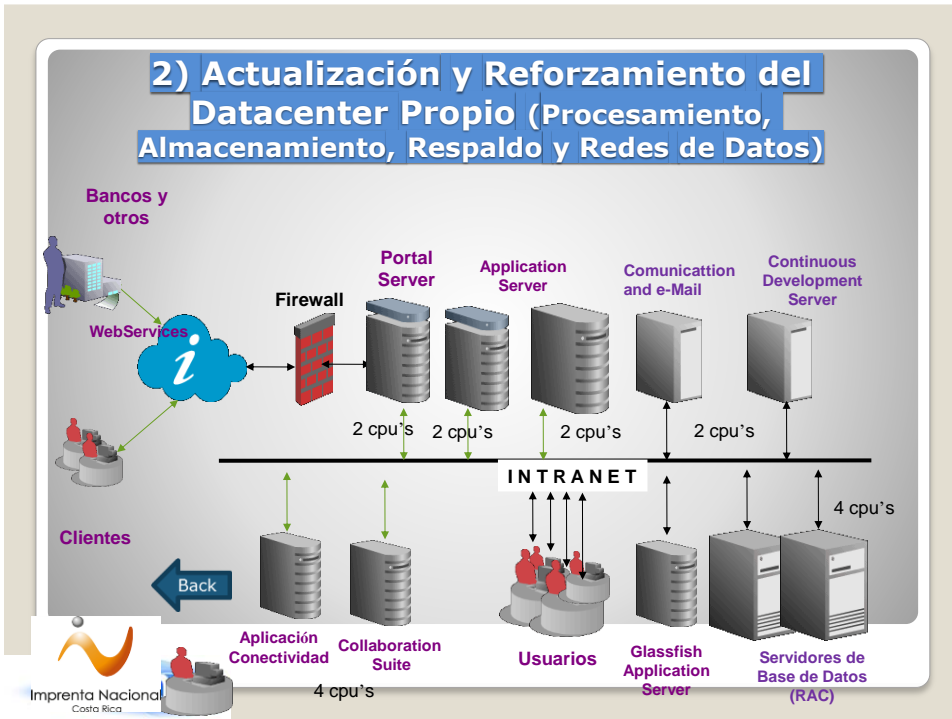 2) Actualización y Reforzamiento del
Datacenter Propio (Procesamiento,
Almacenamiento, Respaldo y Redes de Datos)
Bancos y
otros
WebServices
Firewall
Portal
Server
Application
Server
Comunicattion
and e-Mail
Continuous
Development
Server
i
2 cpu's
2 cpu's
2 cpu's
2 cpu's
INTRANET
4 cpu's
Clientes
Back
Aplicación
Conectividad
Collaboration
Suite
4 cpu's
Usuarios
Glassfish
Application
Server
Servidores de
Base de Datos
(RAC)
Imprenta Nacional
Costa Rica